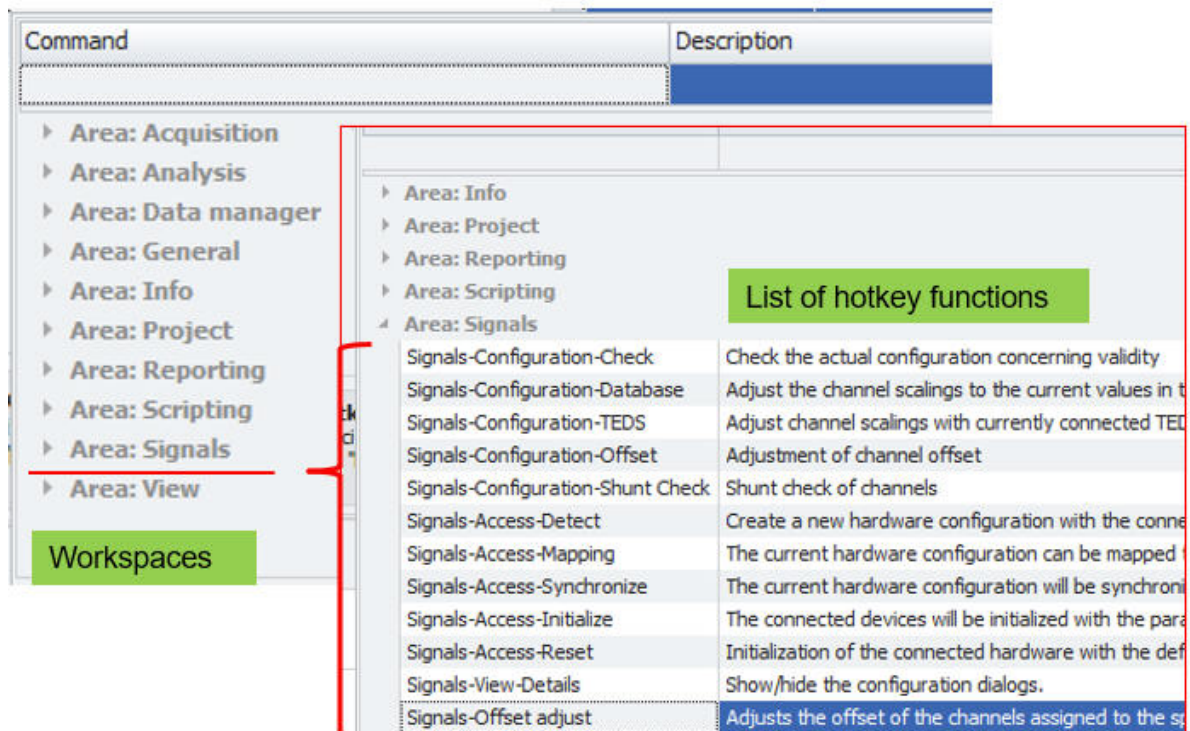 Command Description
Area: Acquisition
Area: Analysis
Area: Data manager
Area: General
Area: Info
Area: Project
Area: Reporting
Area: Scripting
Area: Signals
Area: View
Workspaces
Area: Info
Area: Project
Area: Reporting
Area: Scripting
List of hotkey functions
Area: Signals
Signals-Configuration-Check Check the actual configuration concerning validity
Signals-Configuration-Database Adjust the channel scalings to the current values in
Signals-Configuration-TEDS Adjust channel scalings with currently connected
Signals-Configuration-Offset Adjustment of channel offset
Signals-Configuration-Shunt Check Shunt check of channels
Signals-Access-Detect Create a new hardware configuration with the
Signals-Access-Mapping The current hardware configuration can be mapped
Signals-Access-Synchronize The current hardware configuration will be
Signals-Access-Initialize The connected devices will be initialized with the
Signals-Access-Reset Initialization of the connected hardware with the
Signals-View-Details Show/hide the configuration dialogs.
Signals-Offset adjust Adjusts the offset of the channels assigned to the